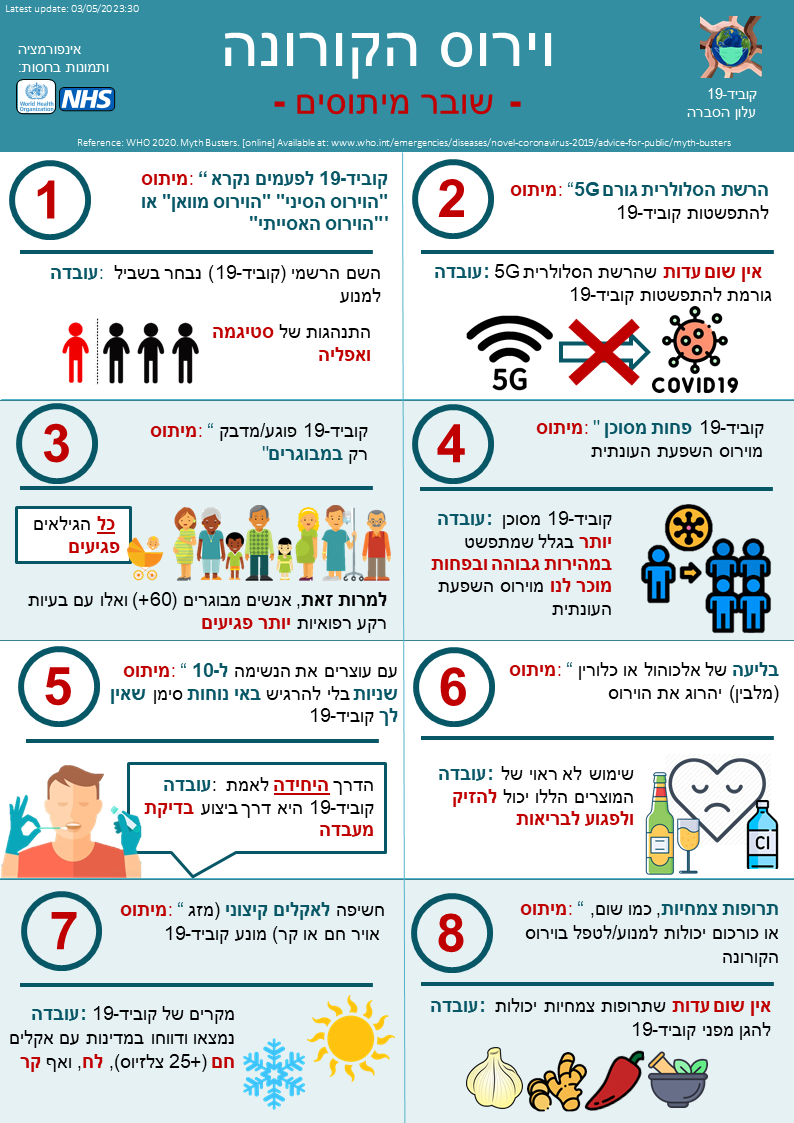 Latest update: 03/05/2023:30
וירוס הקורונה
- שובר מיתוסים -
אינפורמציה
ותמונות בחסות:
World Health
Organization
NHS
קוביד-19
עלון הסברה
Reference: WHO 2020. Myth Busters. [online] Available at: www.who.int/emergencies/diseases/novel-coronavirus-2019/advice-for-public/myth-busters
1
קוביד-19 לפעמים נקרא “ :מיתוס
"הוירוס הסיני" "הוירוס מוואן" או
'"הוירוס האסייתי"
השם הרשמי (קוביד-19) נבחר בשביל :עובדה
למנוע
התנהגות של סטיגמה
ואפליה
2
הרשת הסלולרית גורם 5G“ :מיתוס
להתפשטות קוביד-19
אין שום עדות שהרשת הסלולרית 5G :עובדה
גורמת להתפשטות קוביד-19
5G
COVID19
3
קוביד-19 פוגע/מדבק “ :מיתוס
רק במבוגרים"
כל הגילאים
פגיעים
למרות זאת, אנשים מבוגרים (60+) ואלו עם בעיות
רקע רפואיות יותר פגיעים
4
קוביד-19 פחות מסוכן " :מיתוס
מוירוס השפעת העונתית
קוביד-19 מסוכן :עובדה
יותר בגלל שמתפשט
במהירות גבוהה ובפחות
מוכר לנו מוירוס השפעת
העונתית
5
עם עוצרים את הנשימה ל-10 “ :מיתוס
שניות בלי להרגיש באי נוחות סימן שאין
לך קוביד-19
הדרך היחידה לאמת :עובדה
קוביד-19 היא דרך ביצוע בדיקת
מעבדה
6
בליעה של אלכוהול או כלורין “ :מיתוס
(מלבין) יהרוג את הוירוס
שימוש לא ראוי של :עובדה
המוצרים הללו יכול להזיק
ולפגוע לבריאות
Cl
7
חשיפה לאקלים קיצוני (מזג “ :מיתוס
אויר חם או קר) מונע קוביד-19
מקרים של קוביד-19 :עובדה
נמצאו ודווחו במדינות עם אקלים
חם (+25 צלזיוס), לח, ואף קר
8
תרופות צמחיות, כמו שום, “ :מיתוס
או כורכום יכולות למנוע/לטפל בוירוס
הקורונה
אין שום עדות שתרופות צמחיות יכולות :עובדה
להגן מפני קוביד-19